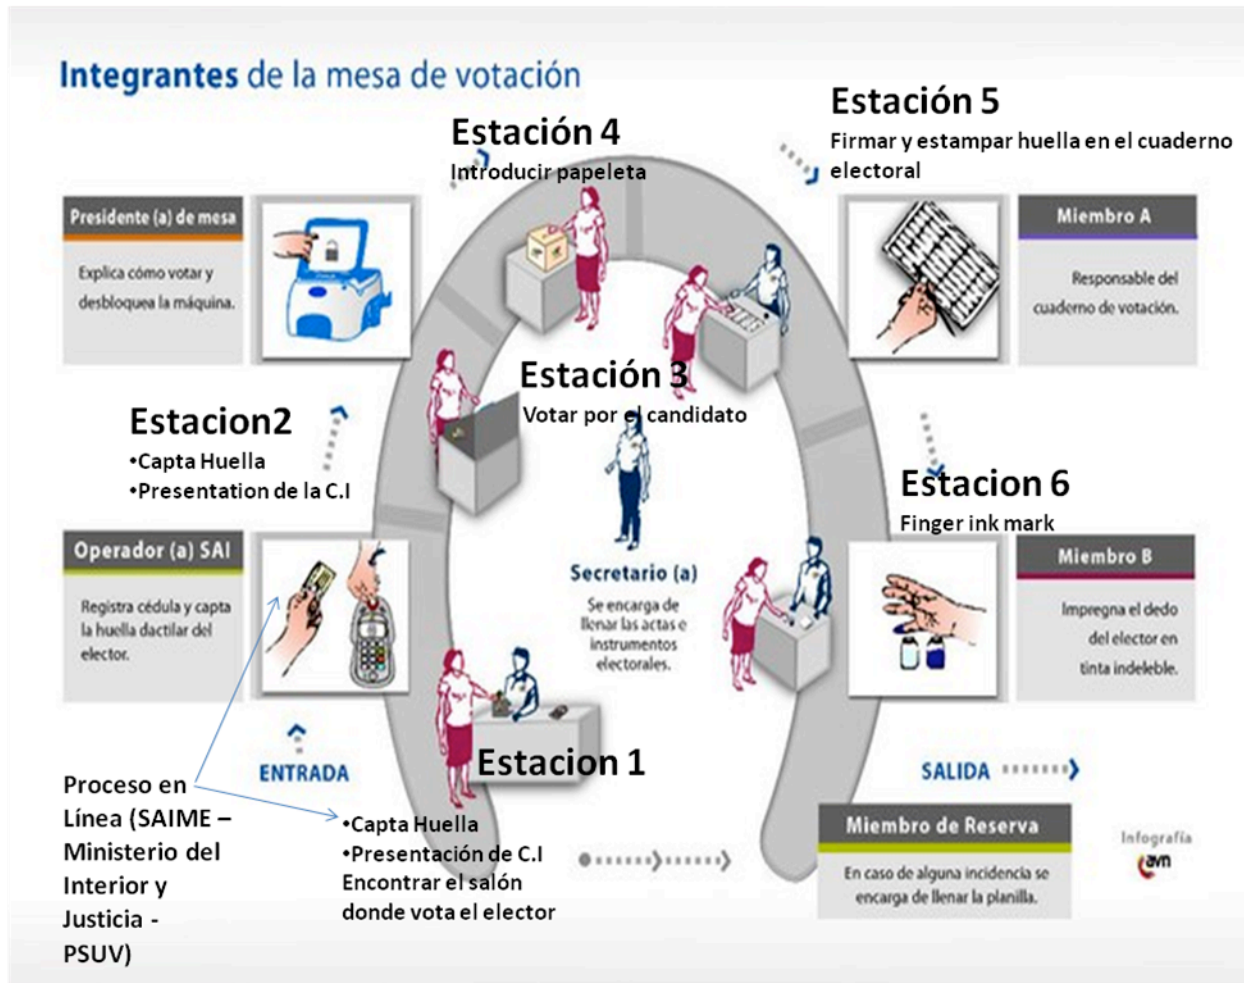 Integrantes de la mesa de votación
Estación 4
Introducir papeleta
Estación 5
Firmar y estampar huella en el cuaderno
electoral
Presidente (a) de mesa
Explica cómo votar y
desbloquea la máquina.
Miembro A
Responsable del
cuaderno de votación.
Estación 3
Votar por el candidato
Estacion2
•Capta Huella
•Presentation de la C.I
Estacion 6
Finger ink mark
Operador (a) SAI
Registra cédula y capta
la huella dactilar del
elector.
Secretario (a)
Se encarga de
llenar las actas e
instrumentos
electorales.
Miembro B
Impregna el dedo
del elector en
tinta indeleble.
Estacion 1
ENTRADA
SALIDA
Proceso en
Línea (SAIME –
Ministerio del
Interior y
Justicia -
PSUV)
•Capta Huella
•Presentación de C.I
Encontrar el salón
donde vota el elector
Miembro de Reserva
En caso de alguna incidencia se
encarga de llenar la planilla.
Infografía
avn